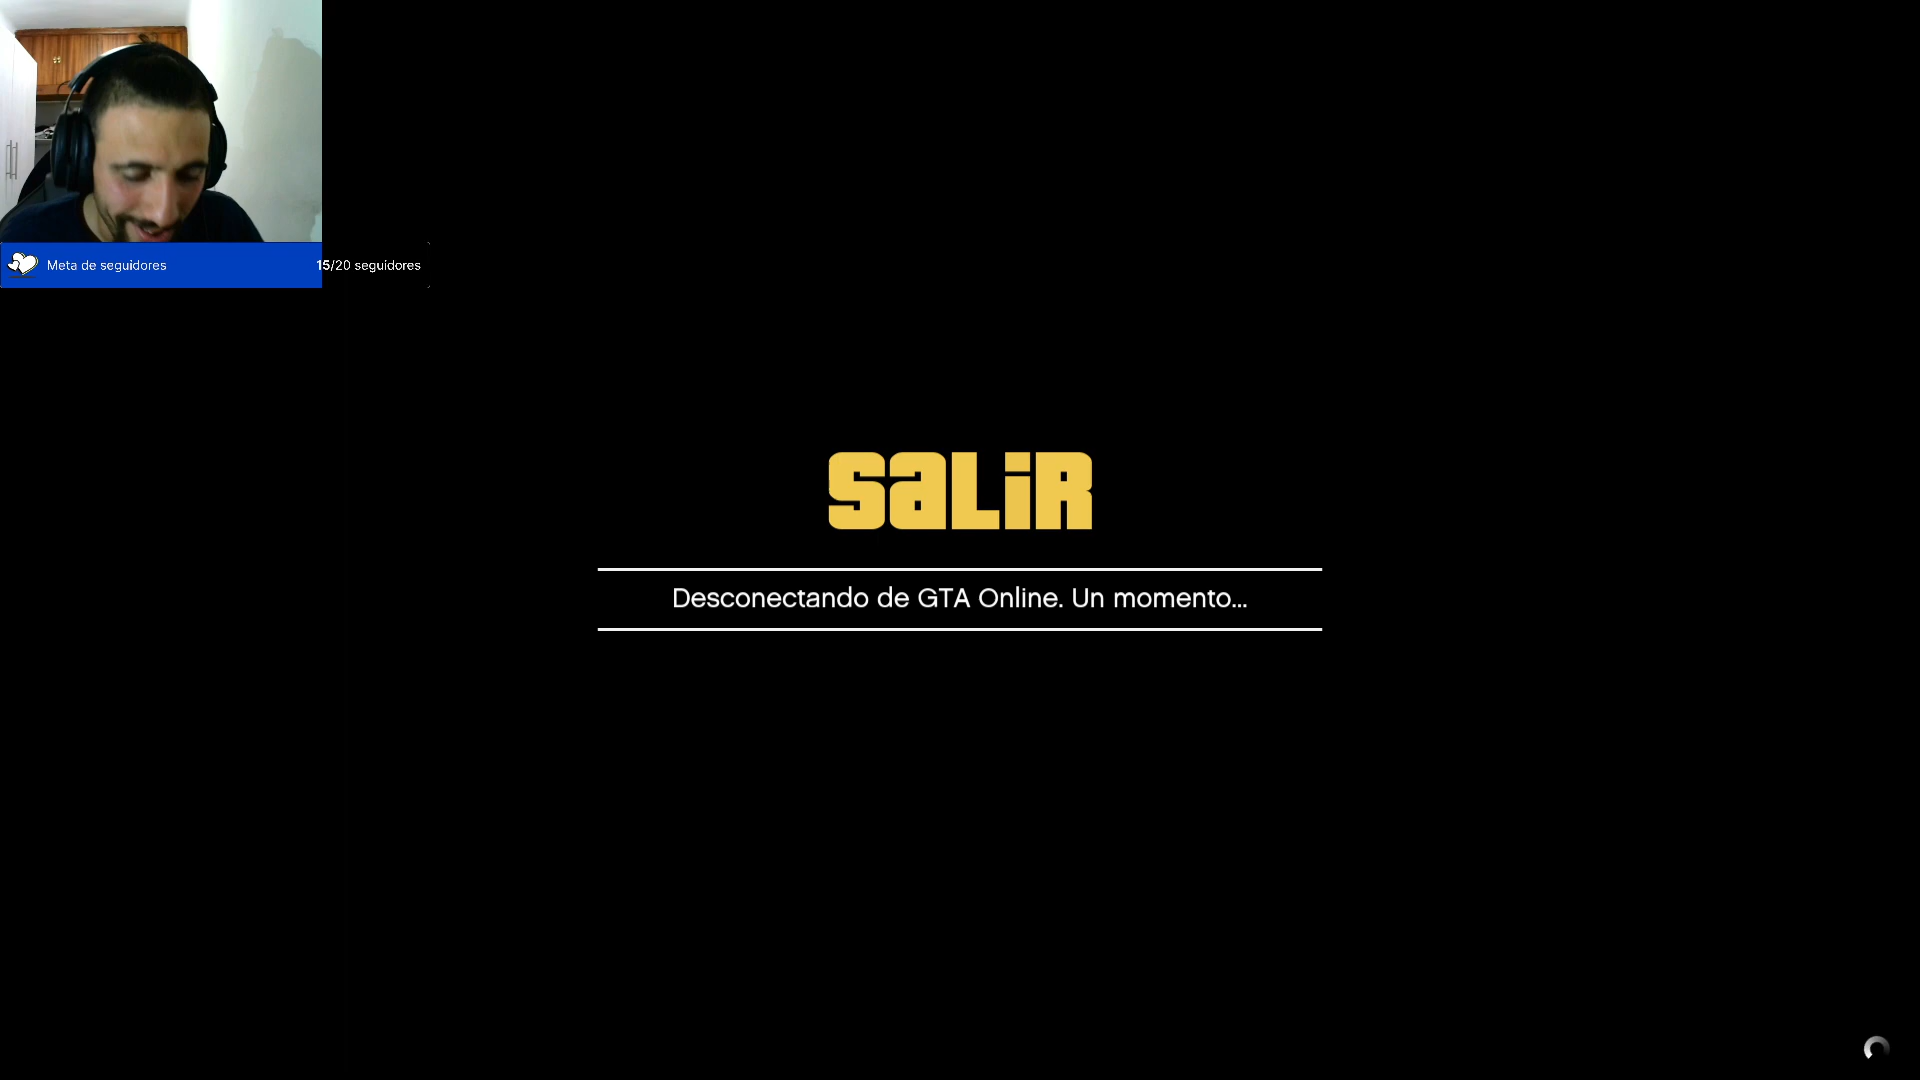 Meta de seguidores 15/20 seguidores
SALIR
Desconectando de GTA Online. Un momento...